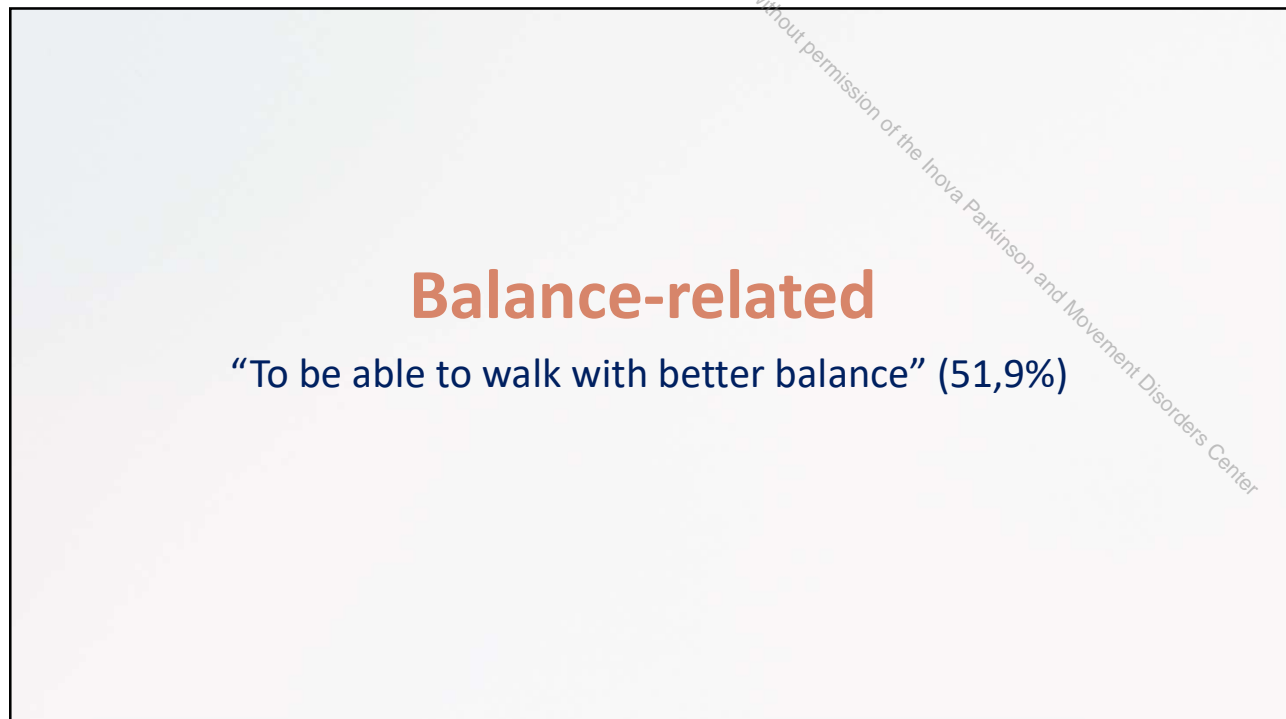 without permission of the Inova Parkinson and Movement Disorders Center
Balance-related
“To be able to walk with better balance” (51,9%)